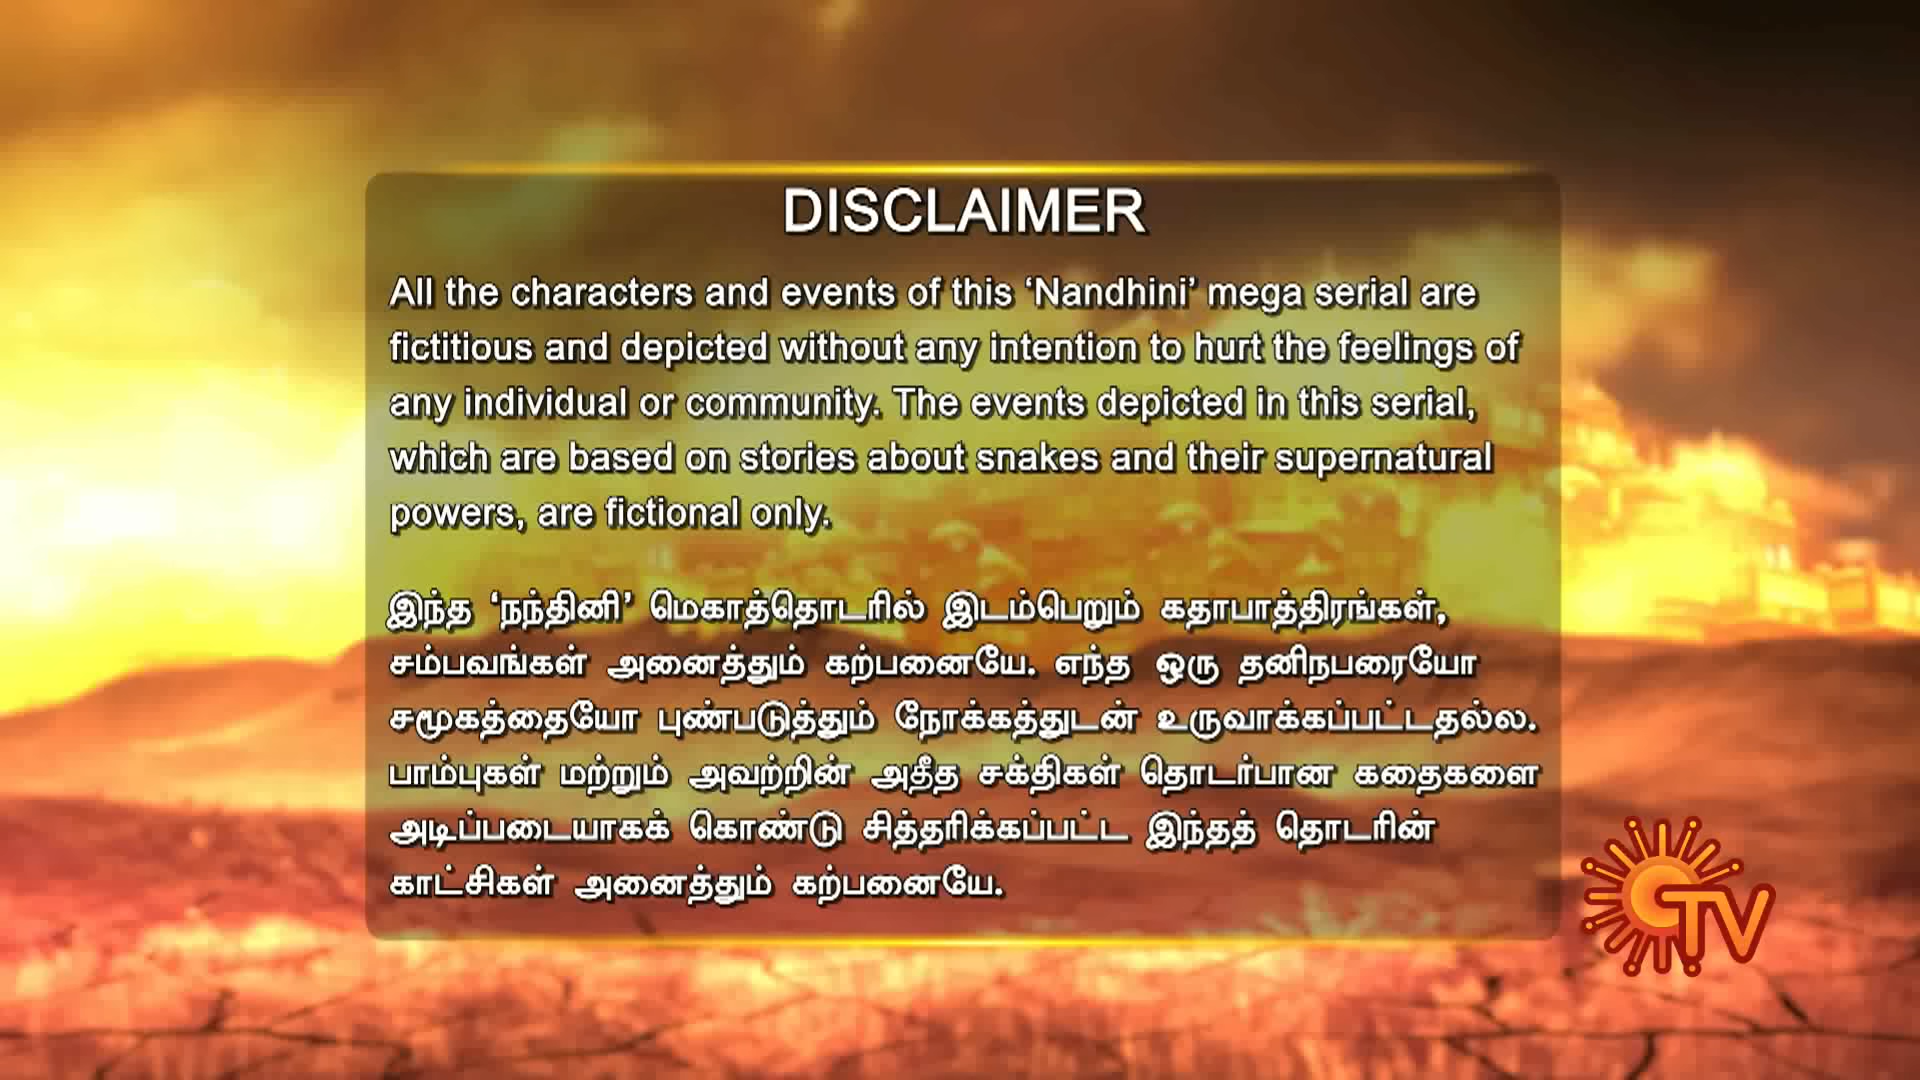 DISCLAIMER
All the characters and events of this ‘Nandhini’ mega serial are
fictitious and depicted without any intention to hurt the feelings of
any individual or community. The events depicted in this serial,
which are based on stories about snakes and their supernatural
powers, are fictional only.
இந்த ‘நந்தினி’ மெகாத்தொடரில் இடம்பெறும் கதாபாத்திரங்கள்,
சம்பவங்கள் அனைத்தும் கற்பனையே. எந்த ஒரு தனிநபரையோ
சமூகத்தையோ புண்படுத்தும் நோக்கத்துடன் உருவாக்கப்பட்டதல்ல.
பாம்புகள் மற்றும் அவற்றின் அதீத சக்திகள் தொடர்பான கதைகளை
அடிப்படையாகக் கொண்டு சித்தரிக்கப்பட்ட இந்தத் தொடரின்
காட்சிகள் அனைத்தும் கற்பனையே.
TV